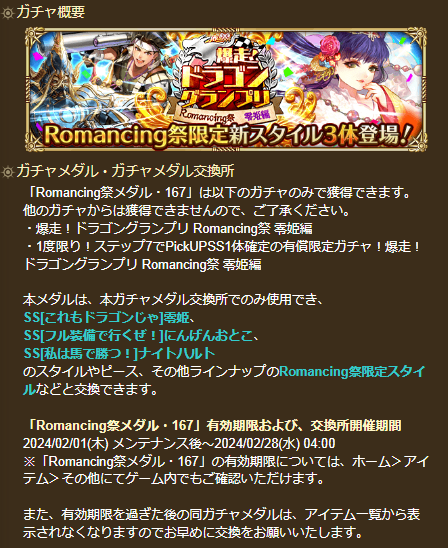 ガチャ概要
爆走!
ドラゴン
グランプリ
Romancing祭 零姫編
Romancing祭限定新スタイル3体登場!
ガチャメダル・ガチャメダル交換所
「Romancing祭メダル・167」は以下のガチャのみで獲得できます。
他のガチャからは獲得できませんので、ご了承ください。
・爆走!ドラゴングランプリ Romancing祭 零姫編
・1度限り!ステップ7でPickUPSS1体確定の有償限定ガチャ!爆走!
ドラゴングランプリ Romancing祭 零姫編
本メダルは、本ガチャメダル交換所でのみ使用でき、
SS[これもドラゴンじゃ]零姫、
SS[フル装備で行くぜ!]にんげんおとこ、
SS[私は馬で勝つ!]ナイトハルト
のスタイルやピース、その他ラインナップのRomancing祭限定スタイ
ルなどと交換できます。
「Romancing祭メダル・167」有効期限および、交換所開催期間
2024/02/01(木) メンテナンス後～2024/02/28(水) 04:00
※「Romancing祭メダル・167」の有効期限については、ホーム＞アイ
テム＞その他にてゲーム内でもご確認いただけます。
また、有効期限を過ぎた後の同ガチャメダルは、アイテム一覧から表
示されなくなりますのでお早めに交換をお願いいたします。